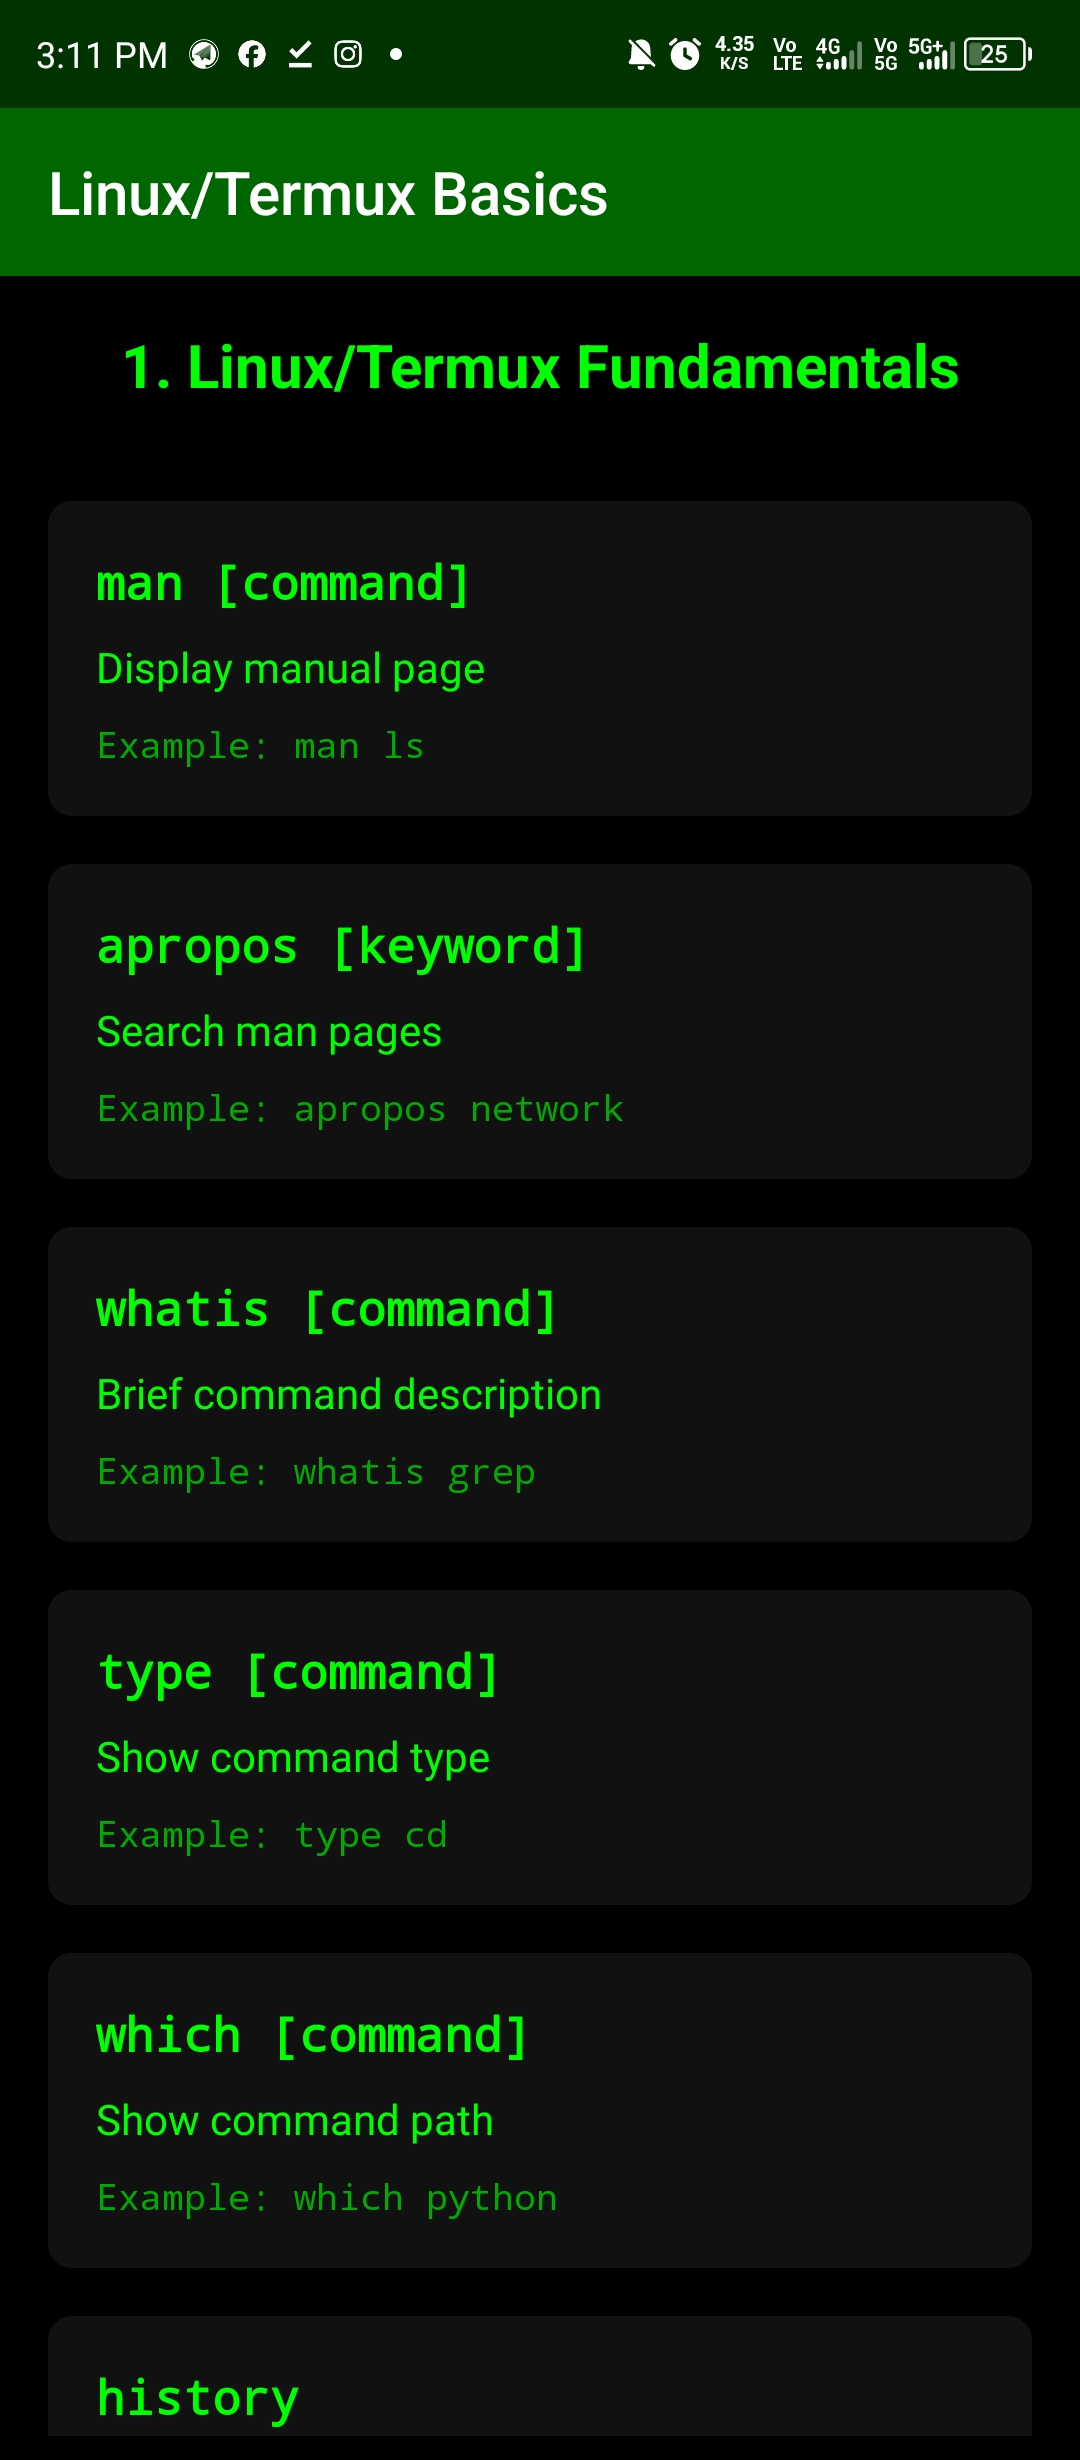 3:11 PM 4.35 K/S Vo LTE 4G Vo 5G 5G+ 25
Linux/Termux Basics
1. Linux/Termux Fundamentals
man [command]
Display manual page
Example: man ls
apropos [keyword]
Search man pages
Example: apropos network
whatis [command]
Brief command description
Example: whatis grep
type [command]
Show command type
Example: type cd
which [command]
Show command path
Example: which python
history